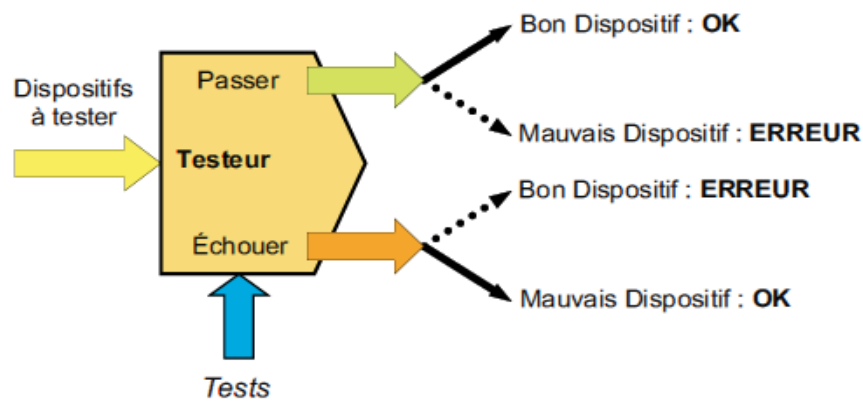 Dispositifs
à tester
Passer
Testeur
Échouer
Tests
Bon Dispositif : OK
Mauvais Dispositif : ERREUR
Bon Dispositif : ERREUR
Mauvais Dispositif : OK